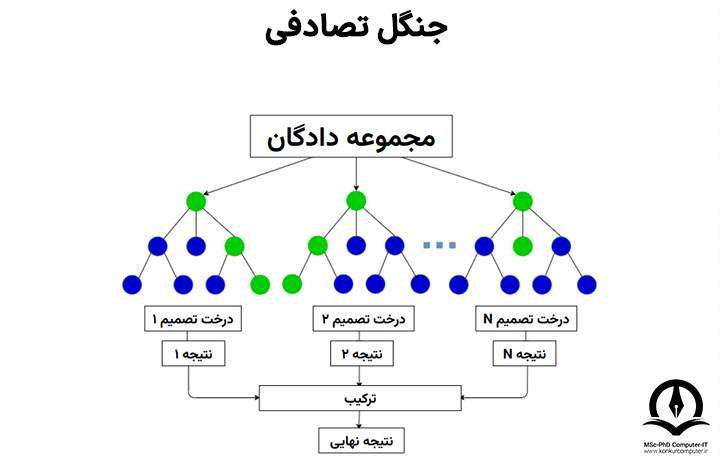 جنگل تصادفی
مجموعه دادگان
درخت تصمیم ۱
درخت تصمیم ۲
درخت تصمیم N
نتیجه ۱
نتیجه ۲
نتیجه N
ترکیب
نتیجه نهایی
MSc-PhD Computer-IT
www.konkurcomputer.ir